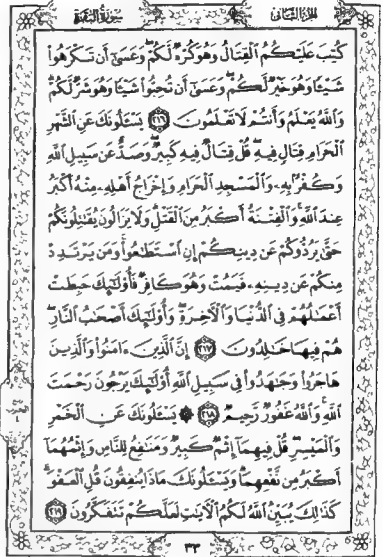 الجزء الثاني سورة البقرة
كُتِبَ عَلَيْكُمُ ٱلْقِتَالُ وَهُوَ كُرْهٌ لَّكُمْ وَعَسَىٰٓ أَن تَكْرَهُوا۟
شَيْـًٔا وَهُوَ خَيْرٌ لَّكُمْ وَعَسَىٰٓ أَن تُحِبُّوا۟ شَيْـًٔا وَهُوَ شَرٌّ لَّكُمْ
وَٱللَّهُ يَعْلَمُ وَأَنتُمْ لَا تَعْلَمُونَ ٢١٦ يَسْـَٔلُونَكَ عَنِ ٱلشَّهْرِ
ٱلْحَرَامِ قِتَالٍ فِيهِ قُلْ قِتَالٌ فِيهِ كَبِيرٌ وَصَدٌّ عَن سَبِيلِ ٱللَّهِ
وَكُفْرٌۢ بِهِۦ وَٱلْمَسْجِدِ ٱلْحَرَامِ وَإِخْرَاجُ أَهْلِهِۦ مِنْهُ أَكْبَرُ
عِندَ ٱللَّهِ وَٱلْفِتْنَةُ أَكْبَرُ مِنَ ٱلْقَتْلِ وَلَا يَزَالُونَ يُقَـٰتِلُونَكُمْ
حَتَّىٰ يَرُدُّوكُمْ عَن دِينِكُمْ إِنِ ٱسْتَطَـٰعُوا۟ وَمَن يَرْتَدِدْ
مِنكُمْ عَن دِينِهِۦ فَيَمُتْ وَهُوَ كَافِرٌ فَأُو۟لَـٰٓئِكَ حَبِطَتْ
أَعْمَـٰلُهُمْ فِى ٱلدُّنْيَا وَٱلْـَٔاخِرَةِ وَأُو۟لَـٰٓئِكَ أَصْحَـٰبُ ٱلنَّارِ
هُمْ فِيهَا خَـٰلِدُونَ ٢١٧ إِنَّ ٱلَّذِينَ ءَامَنُوا۟ وَٱلَّذِينَ
هَاجَرُوا۟ وَجَـٰهَدُوا۟ فِى سَبِيلِ ٱللَّهِ أُو۟لَـٰٓئِكَ يَرْجُونَ رَحْمَتَ
ٱللَّهِ وَٱللَّهُ غَفُورٌ رَّحِيمٌ ٢١٨ ۞ يَسْـَٔلُونَكَ عَنِ ٱلْخَمْرِ
وَٱلْمَيْسِرِ قُلْ فِيهِمَآ إِثْمٌ كَبِيرٌ وَمَنَـٰفِعُ لِلنَّاسِ وَإِثْمُهُمَآ
أَكْبَرُ مِن نَّفْعِهِمَا وَيَسْـَٔلُونَكَ مَاذَا يُنفِقُونَ قُلِ ٱلْعَفْوَ
كَذَٰلِكَ يُبَيِّنُ ٱللَّهُ لَكُمُ ٱلْـَٔايَـٰتِ لَعَلَّكُمْ تَتَفَكَّرُونَ ٢١٩
٣٤